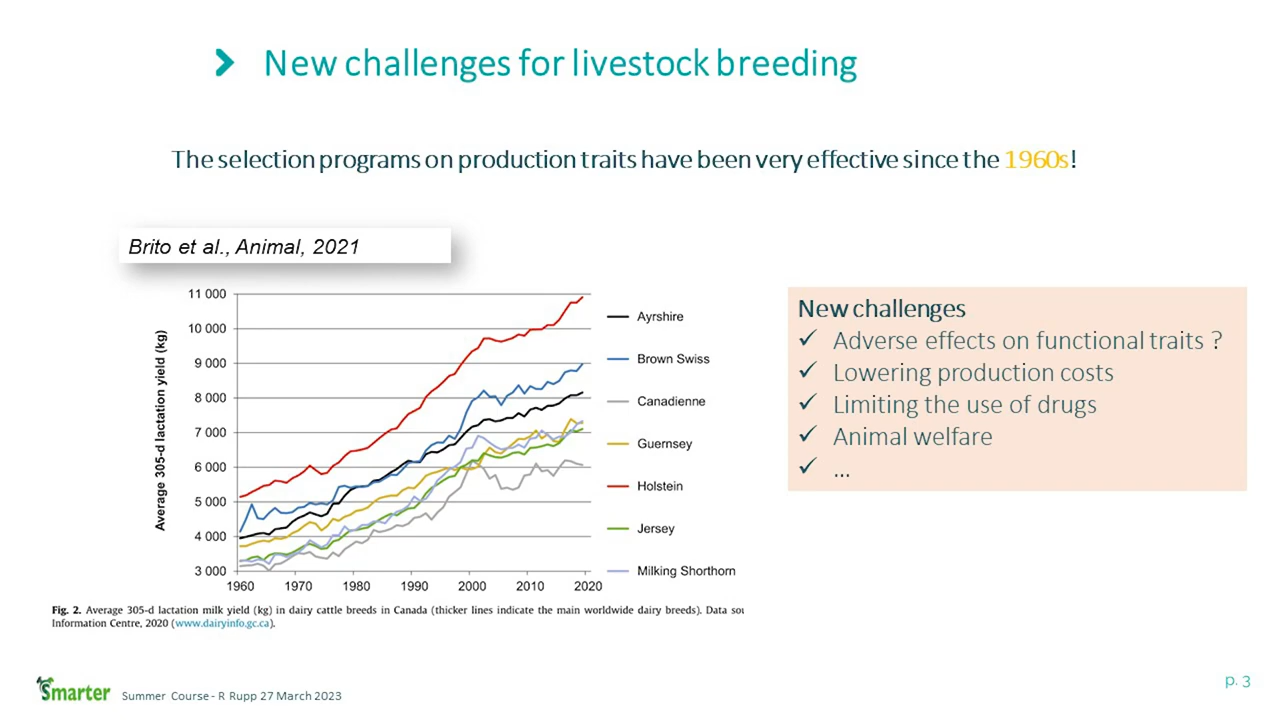 New challenges for livestock breeding
The selection programs on production traits have been very effective since the 1960s!
Brito et al., Animal, 2021
Average 305-d lactation yield (kg)
11 000
10 000
9 000
8 000
7 000
6 000
5 000
4 000
3 000
1960 1970 1980 1990 2000 2010 2020
Ayrshire
Brown Swiss
Canadienne
Guernsey
Holstein
Jersey
Milking Shorthorn
Fig. 2. Average 305-d lactation milk yield (kg) in dairy cattle breeds in Canada (thicker lines indicate the main worldwide dairy breeds). Data
Information Centre, 2020 (www.dairyinfo.gc.ca).
New challenges
✓ Adverse effects on functional traits ?
✓ Lowering production costs
✓ Limiting the use of drugs
✓ Animal welfare
✓ ...
Smarter
Summer Course - R Rupp 27 March 2023
p. 3